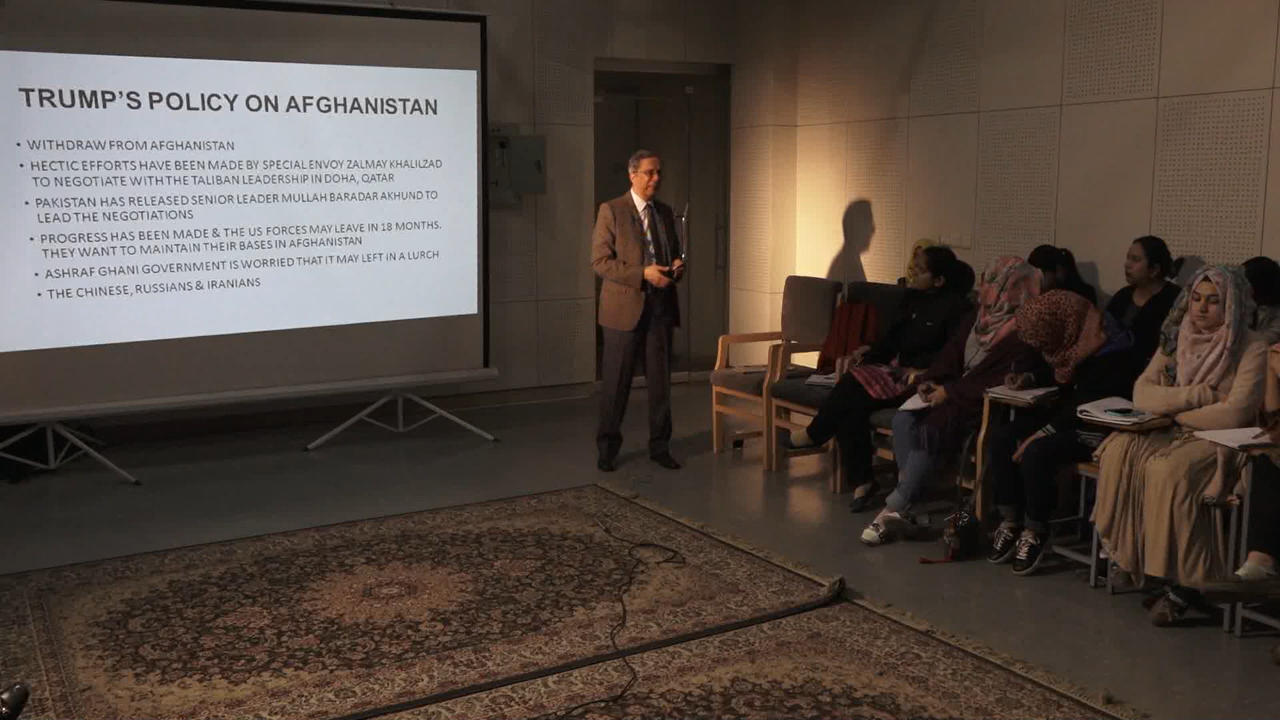 TRUMP'S POLICY ON AFGHANISTAN
• WITHDRAW FROM AFGHANISTAN
• HECTIC EFFORTS HAVE BEEN MADE BY SPECIAL ENVOY ZALMAY KHALILZAD
TO NEGOTIATE WITH THE TALIBAN LEADERSHIP IN DOHA, QATAR
• PAKISTAN HAS RELEASED SENIOR LEADER MULLAH BARADAR AKHUND TO
LEAD THE NEGOTIATIONS
• PROGRESS HAS BEEN MADE & THE US FORCES MAY LEAVE IN 18 MONTHS.
THEY WANT TO MAINTAIN THEIR BASES IN AFGHANISTAN
• ASHRAF GHANI GOVERNMENT IS WORRIED THAT IT MAY LEFT IN A LURCH
• THE CHINESE, RUSSIANS & IRANIANS